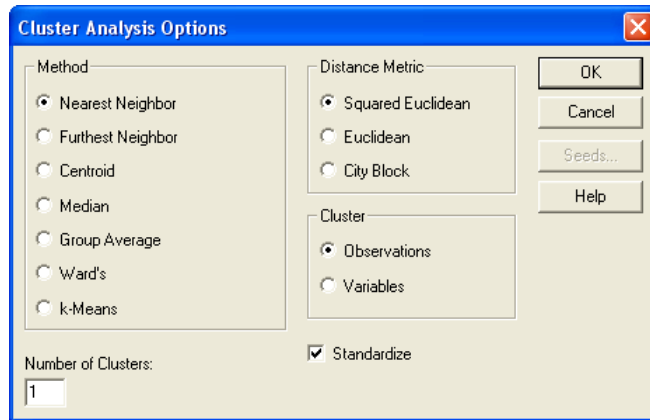 Cluster Analysis Options
Method
Nearest Neighbor
Furthest Neighbor
Centroid
Median
Group Average
Ward's
k-Means
Number of Clusters:
1
Distance Metric
Squared Euclidean
Euclidean
City Block
Cluster
Observations
Variables
Standardize
OK
Cancel
Seeds...
Help